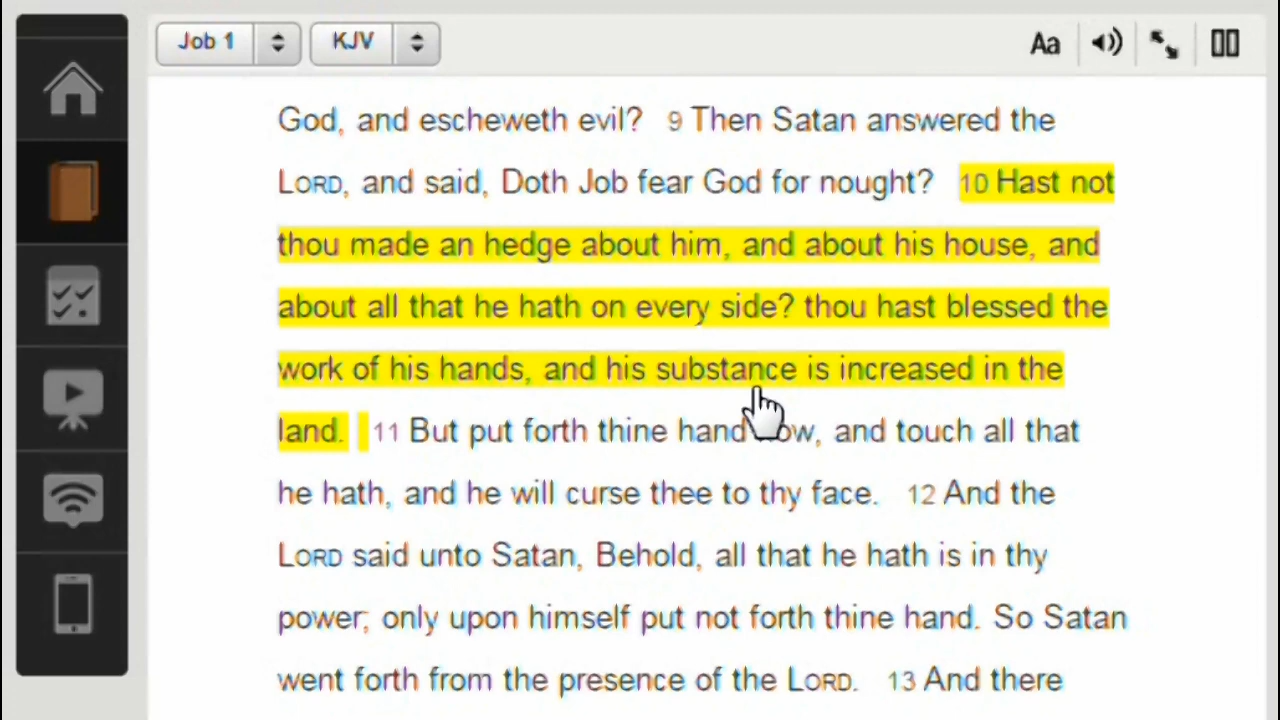 Job 1 KJV Aa
God, and escheweth evil? 9 Then Satan answered the
LORD, and said, Doth Job fear God for nought? 10 Hast not
thou made an hedge about him, and about his house, and
about all that he hath on every side? thou hast blessed the
work of his hands, and his substance is increased in the
land. 11 But put forth thine hand now, and touch all that
he hath, and he will curse thee to thy face. 12 And the
LORD said unto Satan, Behold, all that he hath is in thy
power; only upon himself put not forth thine hand. So Satan
went forth from the presence of the LORD. 13 And there